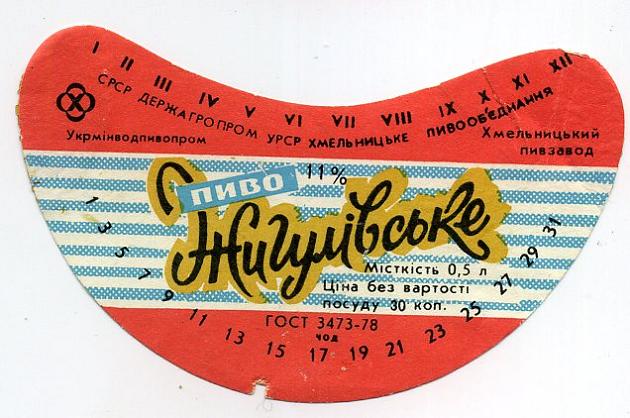 I II III IV V VI VII VIII IX X XI XII
СРСР ДЕРЖАГРОПРОМ УРСР ХМЕЛЬНИЦЬКЕ ПИВООБ'ЄДНАННЯ
Укрмінводпивопром
Хмельницький
пивзавод
ПИВО 11%
Жигулівське
Місткість 0,5 л
Ціна без вартості
посуду 30 коп.
ГОСТ 3473-78
1 3 5 7 9 11 13 15 17 19 21 23 25 27 29 31